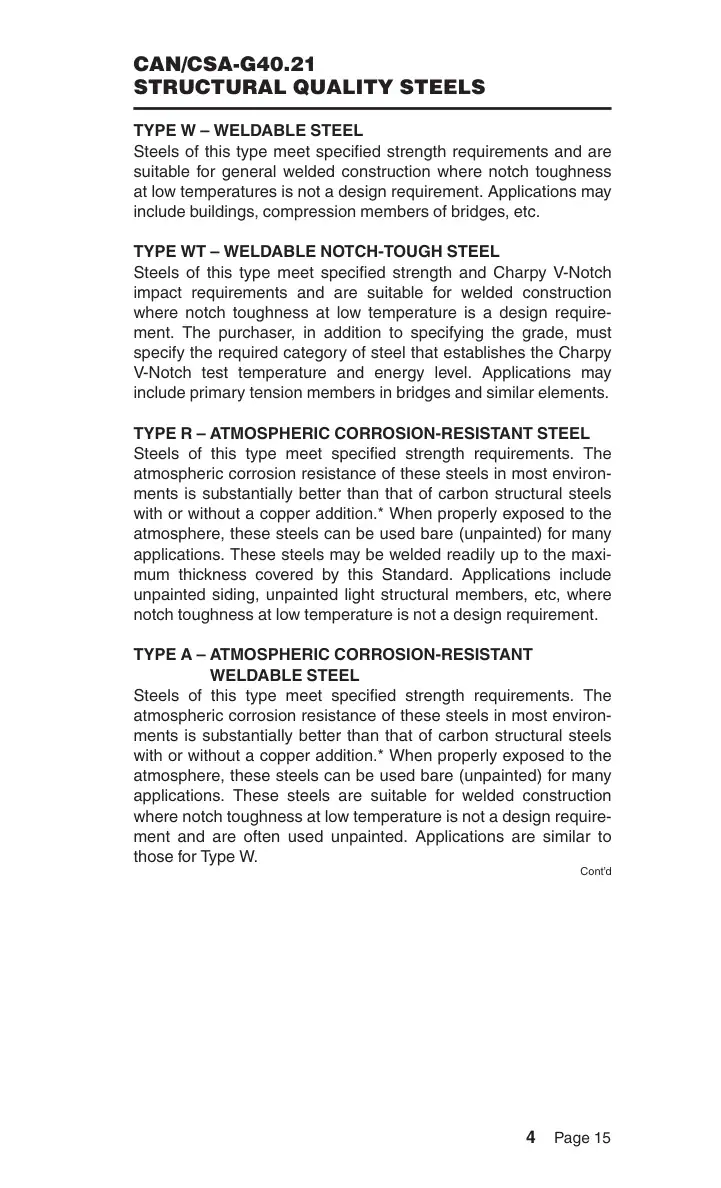 CAN/CSA-G40.21
STRUCTURAL QUALITY STEELS
TYPE W – WELDABLE STEEL
Steels of this type meet specified strength requirements and are
suitable for general welded construction where notch toughness
at low temperatures is not a design requirement. Applications may
include buildings, compression members of bridges, etc.
TYPE WT – WELDABLE NOTCH-TOUGH STEEL
Steels of this type meet specified strength and Charpy V-Notch
impact requirements and are suitable for welded construction
where notch toughness at low temperature is a design require-
ment. The purchaser, in addition to specifying the grade, must
specify the required category of steel that establishes the Charpy
V-Notch test temperature and energy level. Applications may
include primary tension members in bridges and similar elements.
TYPE R – ATMOSPHERIC CORROSION-RESISTANT STEEL
Steels of this type meet specified strength requirements. The
atmospheric corrosion resistance of these steels in most environ-
ments is substantially better than that of carbon structural steels
with or without a copper addition.* When properly exposed to the
atmosphere, these steels can be used bare (unpainted) for many
applications. These steels may be welded readily up to the maxi-
mum thickness covered by this Standard. Applications include
unpainted siding, unpainted light structural members, etc, where
notch toughness at low temperature is not a design requirement.
TYPE A – ATMOSPHERIC CORROSION-RESISTANT
WELDABLE STEEL
Steels of this type meet specified strength requirements. The
atmospheric corrosion resistance of these steels in most environ-
ments is substantially better than that of carbon structural steels
with or without a copper addition.* When properly exposed to the
atmosphere, these steels can be used bare (unpainted) for many
applications. These steels are suitable for welded construction
where notch toughness at low temperature is not a design require-
ment and are often used unpainted. Applications are similar to
those for Type W.
Cont'd
4 Page 15